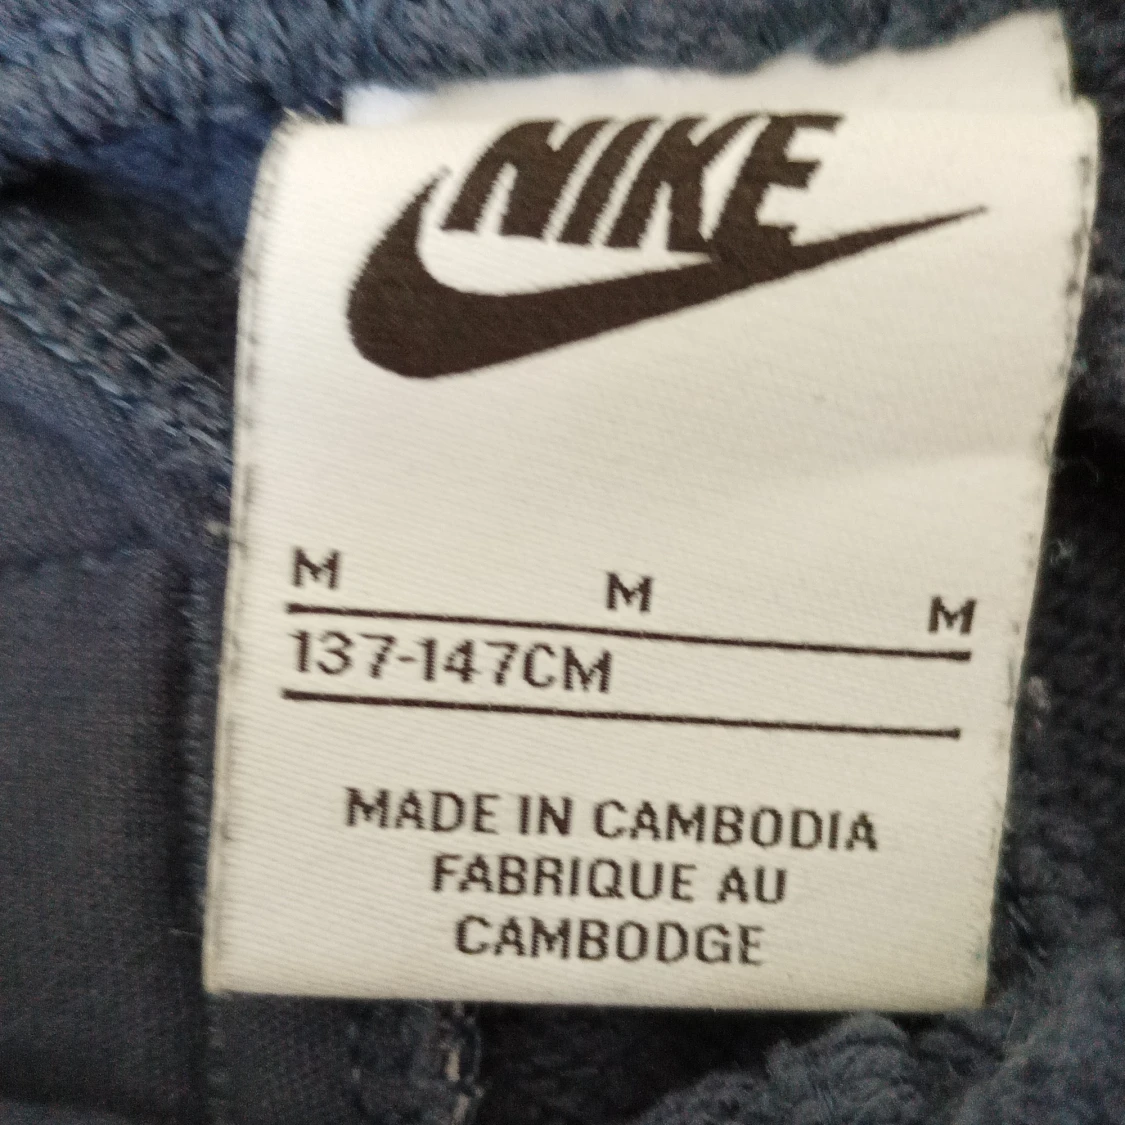 NIKE
M M M
137-147CM
MADE IN CAMBODIA
FABRIQUE AU
CAMBODGE